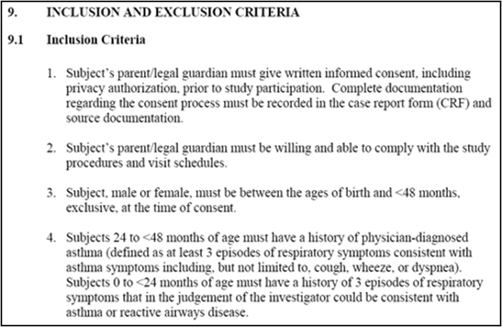 9. INCLUSION AND EXCLUSION CRITERIA
9.1 Inclusion Criteria
1. Subject's parent/legal guardian must give written informed consent, including
privacy authorization, prior to study participation. Complete documentation
regarding the consent process must be recorded in the case report form (CRF) and
source documentation.
2. Subject's parent/legal guardian must be willing and able to comply with the study
procedures and visit schedules.
3. Subject, male or female, must be between the ages of birth and <48 months,
exclusive, at the time of consent.
4. Subjects 24 to <48 months of age must have a history of physician-diagnosed
asthma (defined as at least 3 episodes of respiratory symptoms consistent with
asthma symptoms including, but not limited to, cough, wheeze, or dyspnea).
Subjects 0 to <24 months of age must have a history of 3 episodes of respiratory
symptoms that in the judgement of the investigator could be consistent with
asthma or reactive airways disease.